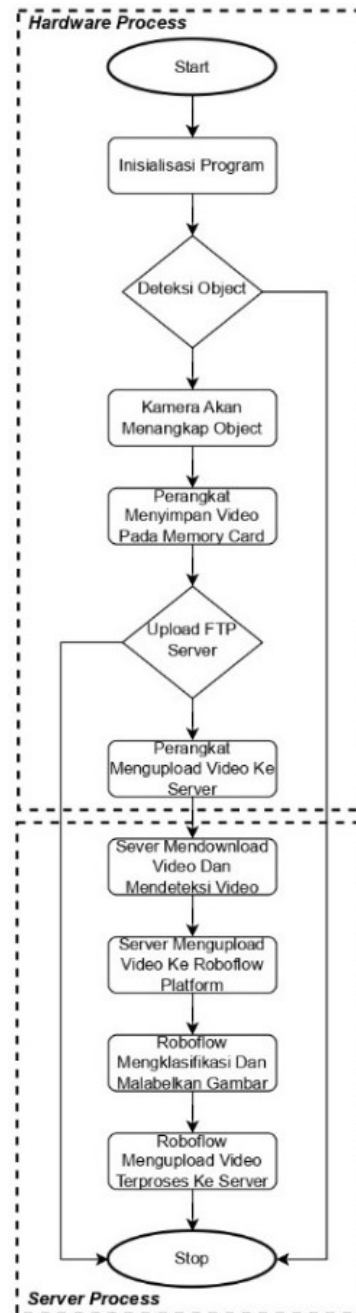 Hardware Process
Start
Inisialisasi Program
Deteksi Object
Kamera Akan
Menangkap Object
Perangkat
Menyimpan Video
Pada Memory Card
Upload FTP
Server
Perangkat
Mengupload Video Ke
Server
Sever Mendownload
Video Dan
Mendeteksi Video
Server Mengupload
Video Ke Roboflow
Platform
Roboflow
Mengklasifikasi Dan
Malabelkan Gambar
Roboflow
Mengupload Video
Terproses Ke Server
Stop
Server Process